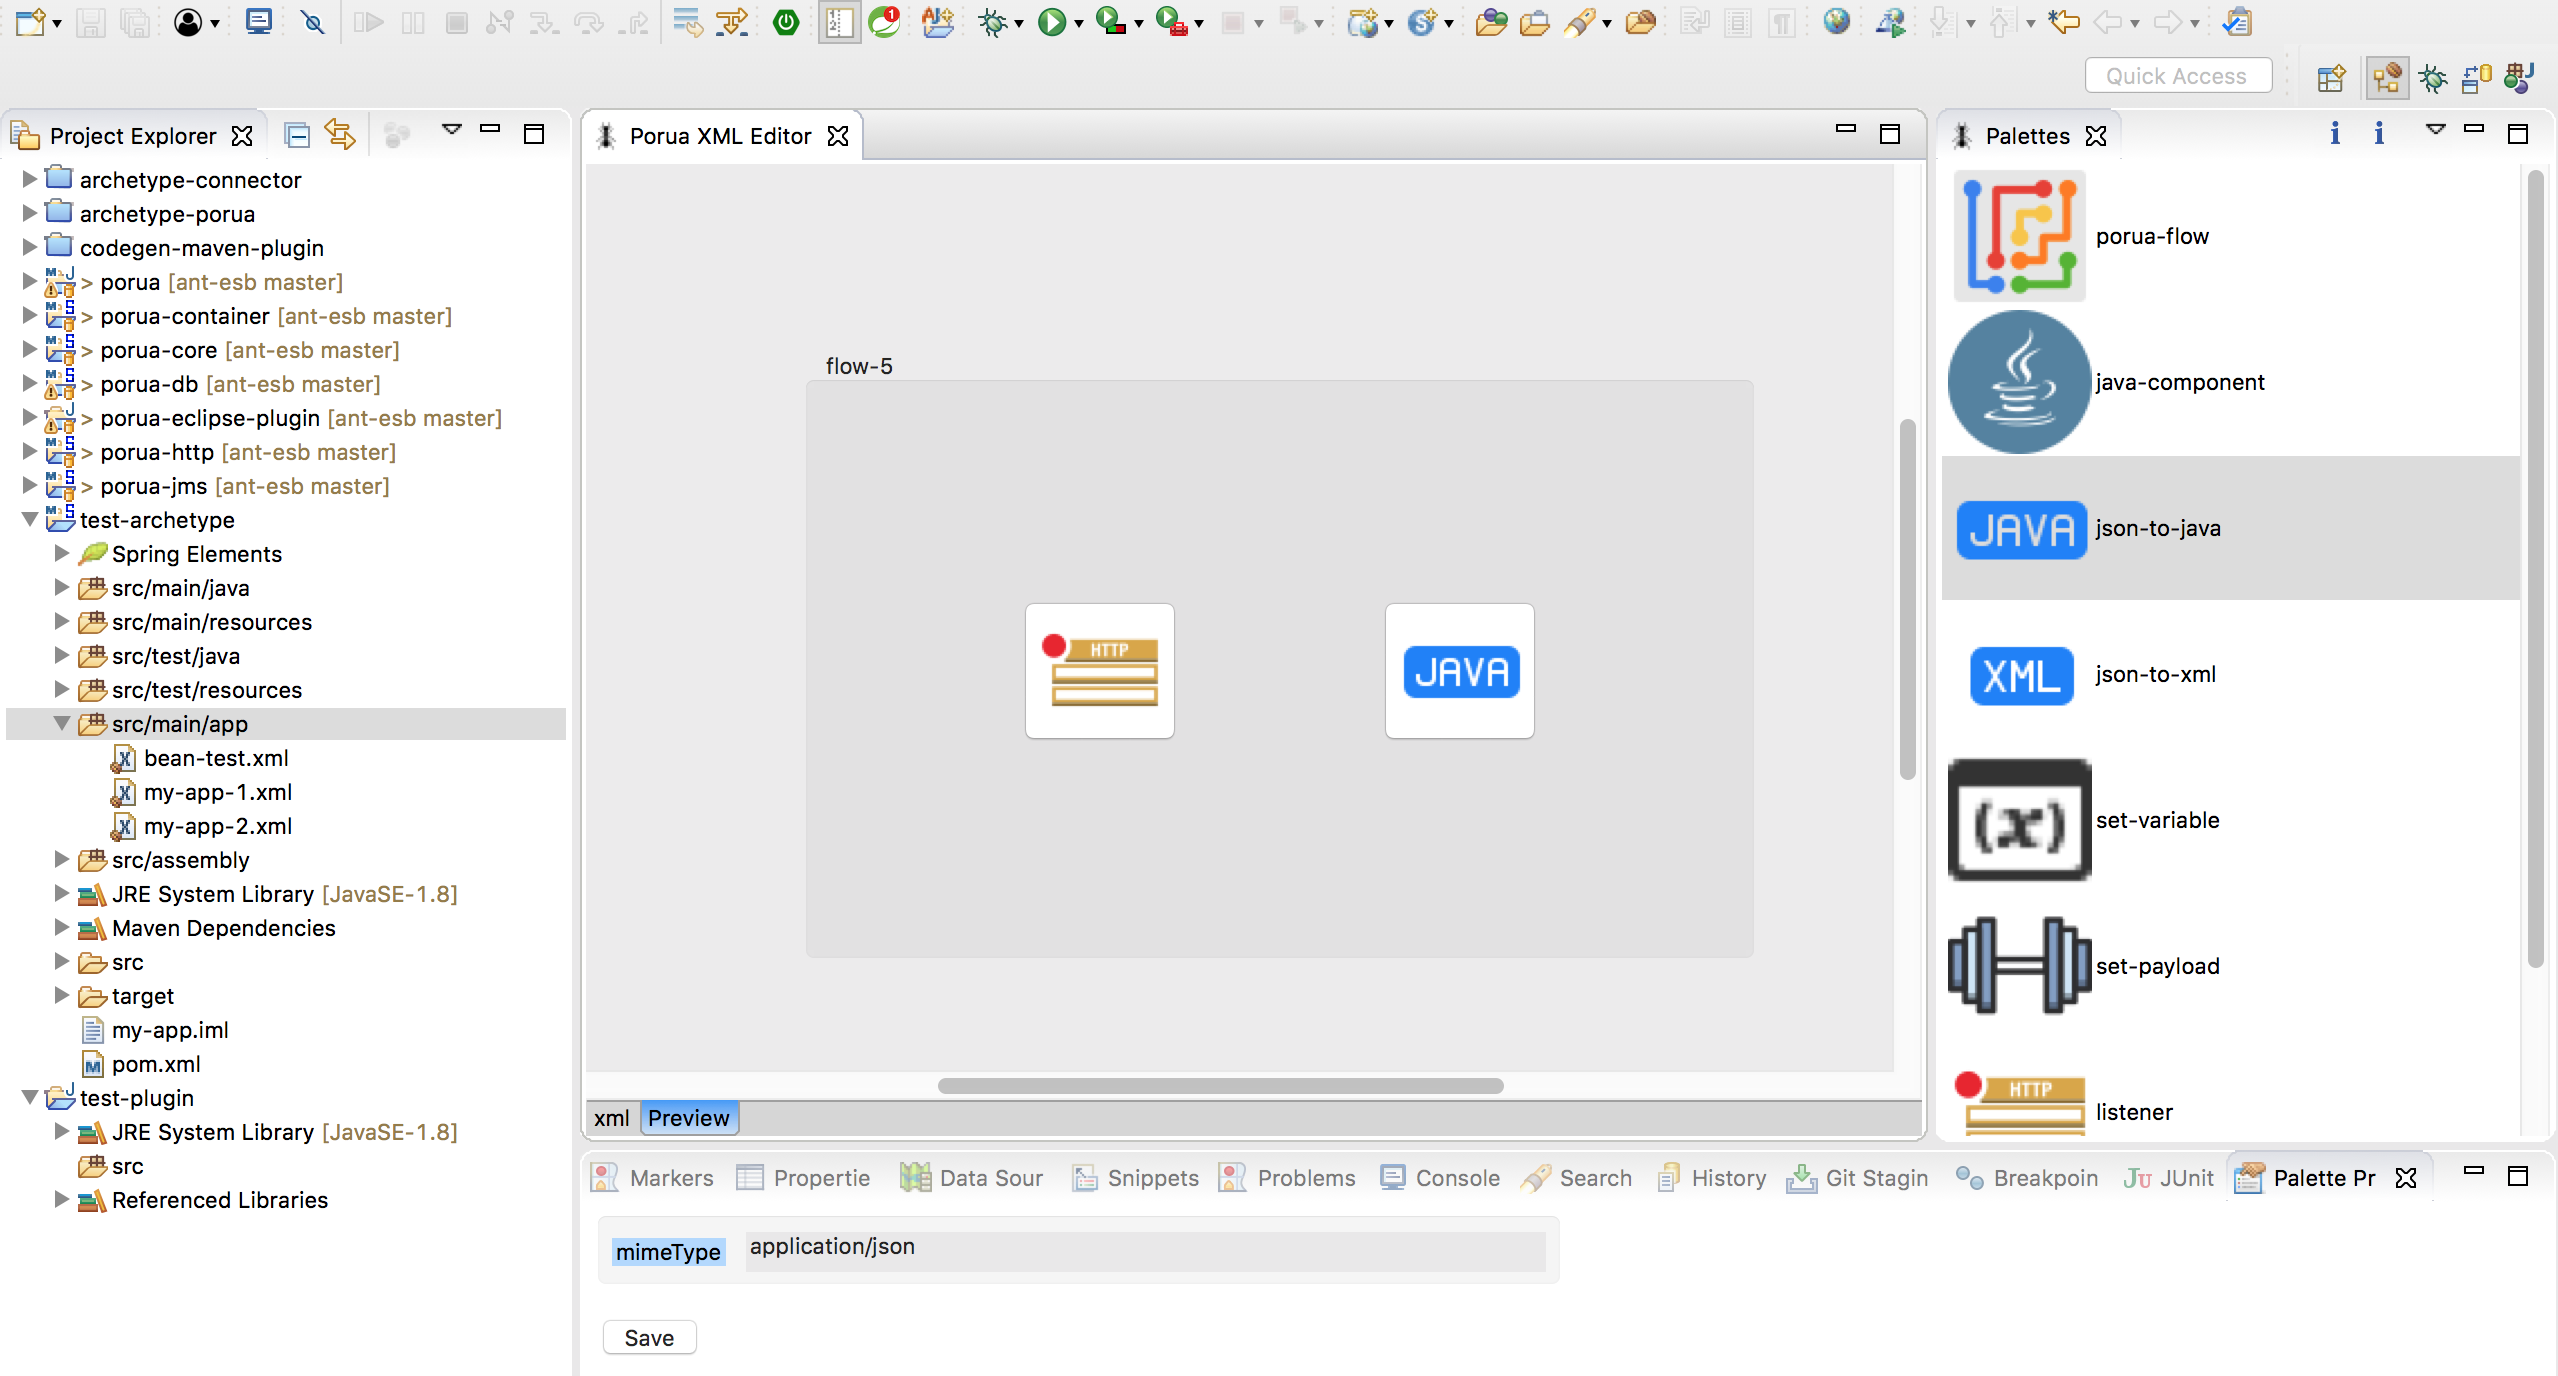 Quick Access
Project Explorer
archetype-connector
archetype-porua
codegen-maven-plugin
> porua [ant-esb master]
> porua-container [ant-esb master]
> porua-core [ant-esb master]
> porua-db [ant-esb master]
> porua-eclipse-plugin [ant-esb master]
> porua-http [ant-esb master]
> porua-jms [ant-esb master]
test-archetype
Spring Elements
src/main/java
src/main/resources
src/test/java
src/test/resources
src/main/app
bean-test.xml
my-app-1.xml
my-app-2.xml
src/assembly
JRE System Library [JavaSE-1.8]
Maven Dependencies
src
target
my-app.iml
pom.xml
test-plugin
JRE System Library [JavaSE-1.8]
src
Referenced Libraries
Porua XML Editor
flow-5
HTTP
JAVA
xml Preview
Palettes
porua-flow
java-component
JAVA json-to-java
XML json-to-xml
(x) set-variable
set-payload
HTTP listener
Markers Propertie Data Sour Snippets Problems Console Search History Git Stagin Breakpoin JUnit Palette Pr
mimeType application/json
Save